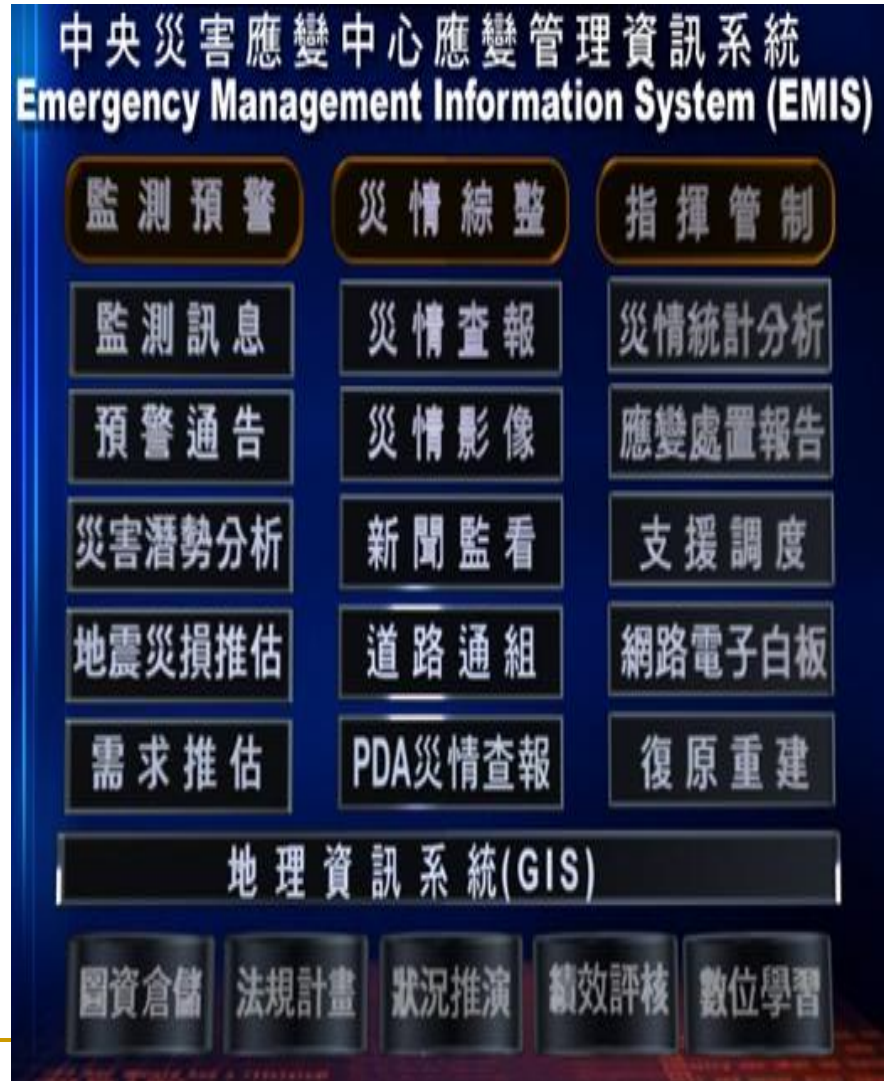 中央災害應變中心應變管理資訊系統
Emergency Management Information System (EMIS)
監測預警 災情綜整 指揮管制
監測訊息 災情查報 災情統計分析
預警通告 災情影像 應變處置報告
災害潛勢分析 新聞監看 支援調度
地震災損推估 道路通組 網路電子白板
需求推估 PDA災情查報 復原重建
地理資訊系統(GIS)
圖資倉儲 法規計畫 狀況推演 績效評核 數位學習